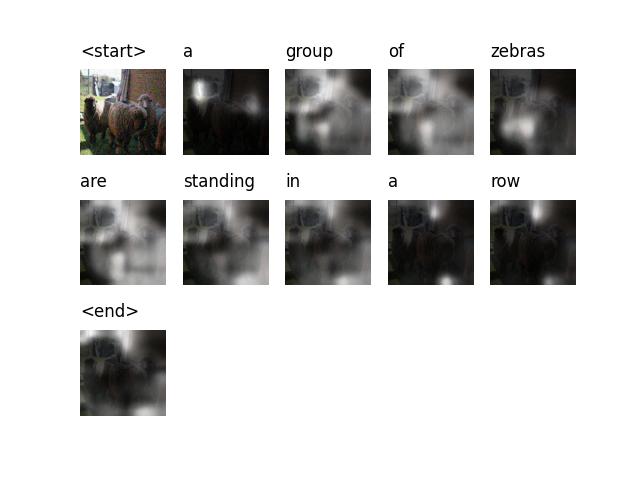 <start> a group of zebras
are standing in a row
<end>